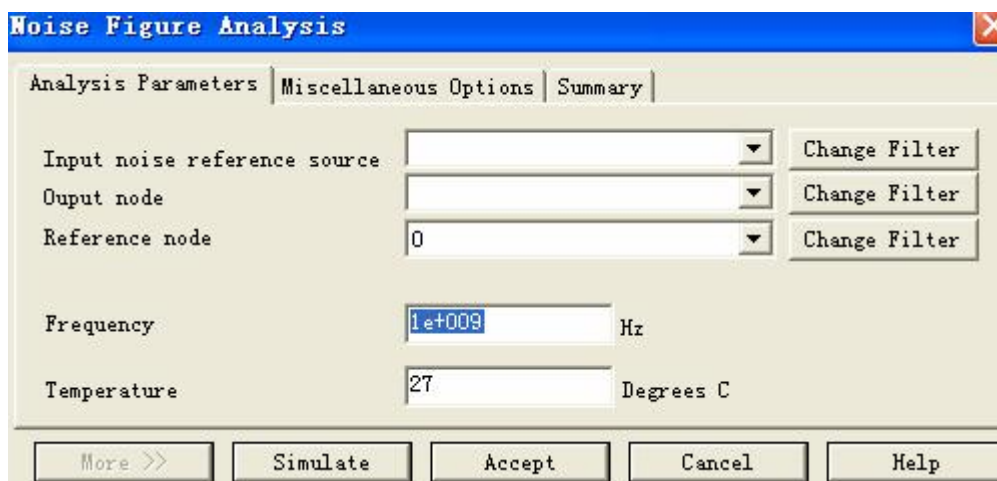 Noise Figure Analysis
Analysis Parameters Miscellaneous Options Summary
Input noise reference source Change Filter
Ouput node Change Filter
Reference node 0 Change Filter
Frequency 1e+009 Hz
Temperature 27 Degrees C
More >> Simulate Accept Cancel Help